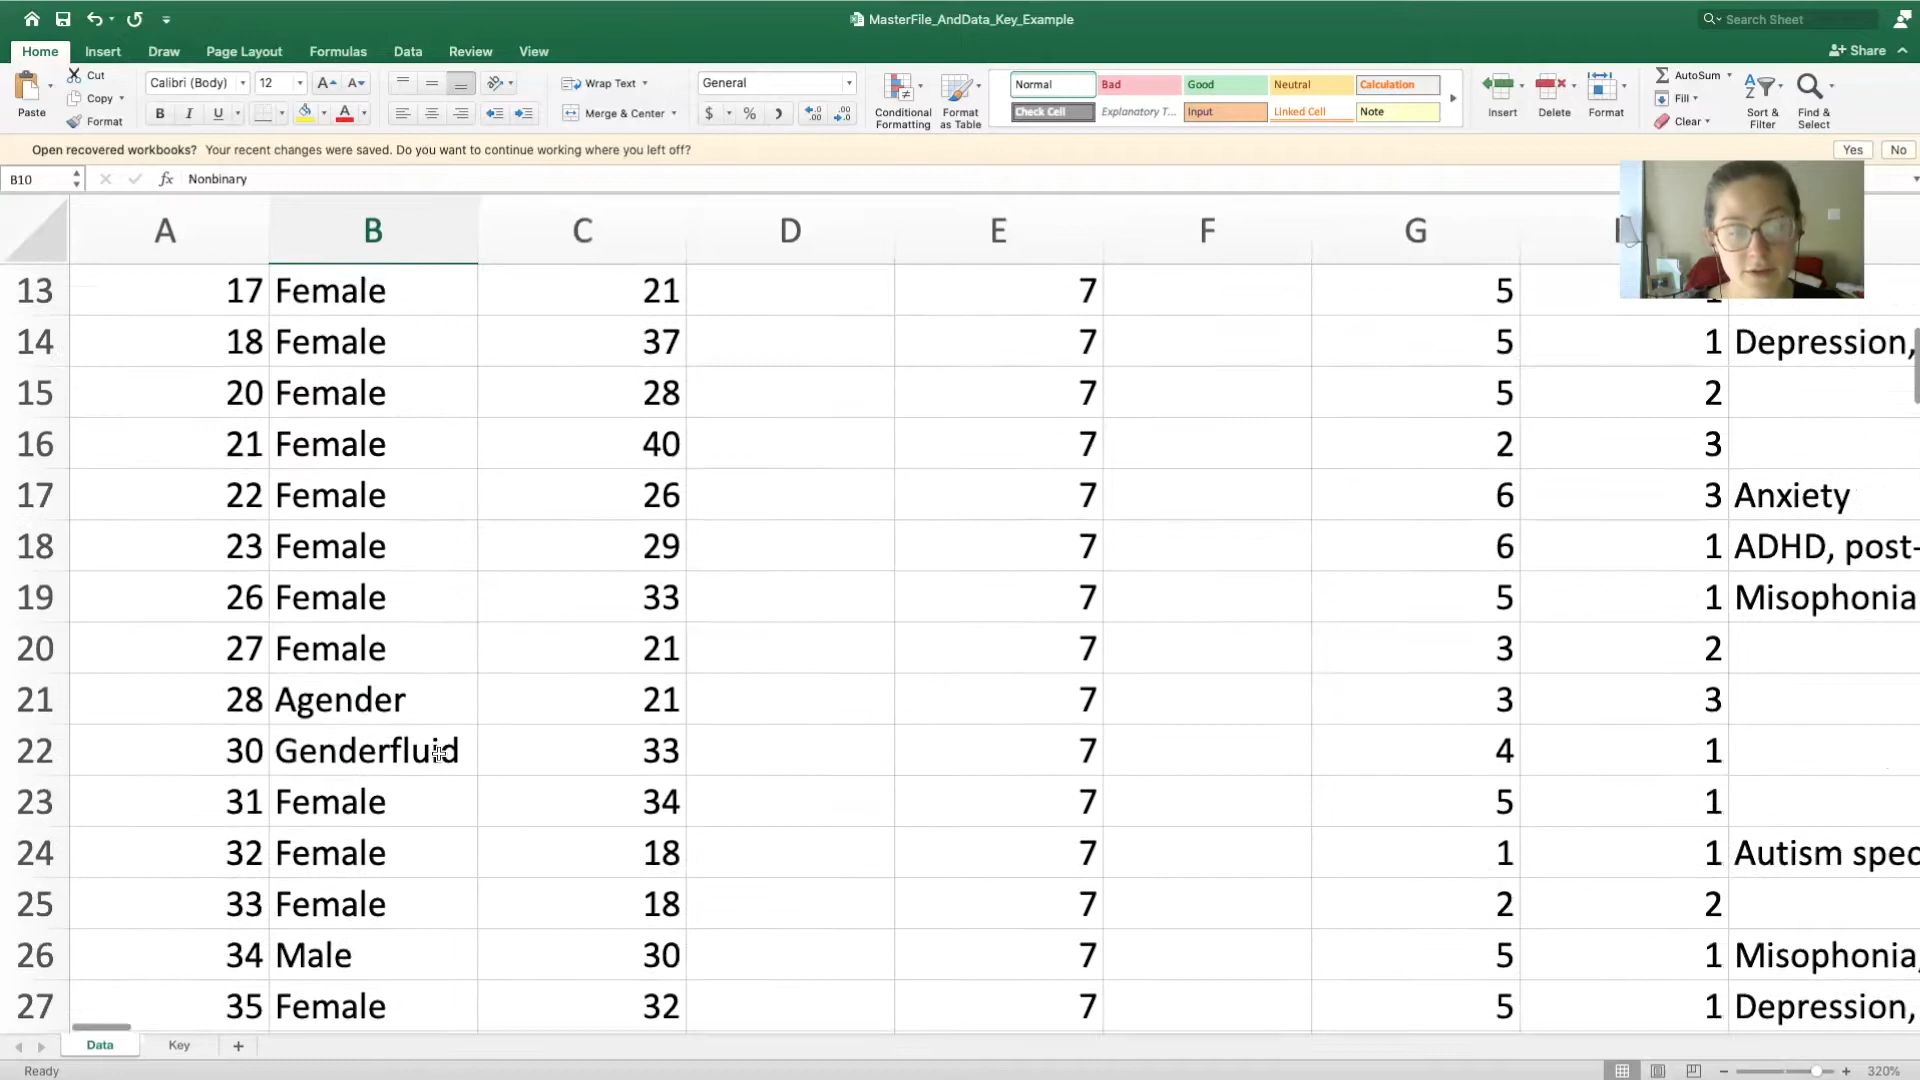 MasterFile_AndData_Key_Example
Search Sheet
Home Insert Draw Page Layout Formulas Data Review View
Share
Paste
Cut
Copy
Format
Calibri (Body) 12 A A
B I U A
Wrap Text
Merge & Center
General
$ % )
Conditional Formatting
Format as Table
Normal Bad Good Neutral Calculation
Check Cell Explanatory T... Input Linked Cell Note
Insert Delete Format
AutoSum
Fill
Clear
Sort & Filter
Find & Select
Open recovered workbooks? Your recent changes were saved. Do you want to continue working where you left off? Yes No
B10 fx Nonbinary
A B C D E F G
13 17 Female 21 7 5
14 18 Female 37 7 5 1 Depression,
15 20 Female 28 7 5 2
16 21 Female 40 7 2 3
17 22 Female 26 7 6 3 Anxiety
18 23 Female 29 7 6 1 ADHD, post-
19 26 Female 33 7 5 1 Misophonia
20 27 Female 21 7 3 2
21 28 Agender 21 7 3 3
22 30 Genderfluid 33 7 4 1
23 31 Female 34 7 5 1
24 32 Female 18 7 1 1 Autism spec
25 33 Female 18 7 2 2
26 34 Male 30 7 5 1 Misophonia,
27 35 Female 32 7 5 1 Depression,
Data Key +
Ready
320%